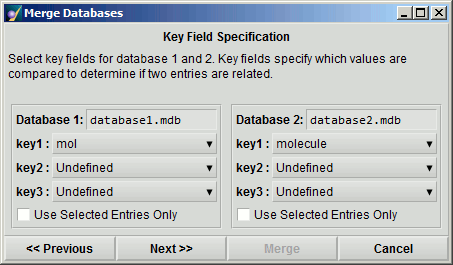 Merge Databases
Key Field Specification
Select key fields for database 1 and 2. Key fields specify which values are
compared to determine if two entries are related.
Database 1: database1.mdb
key1 : mol
key2 : Undefined
key3 : Undefined
Use Selected Entries Only
Database 2: database2.mdb
key1 : molecule
key2 : Undefined
key3 : Undefined
Use Selected Entries Only
<< Previous
Next >>
Merge
Cancel